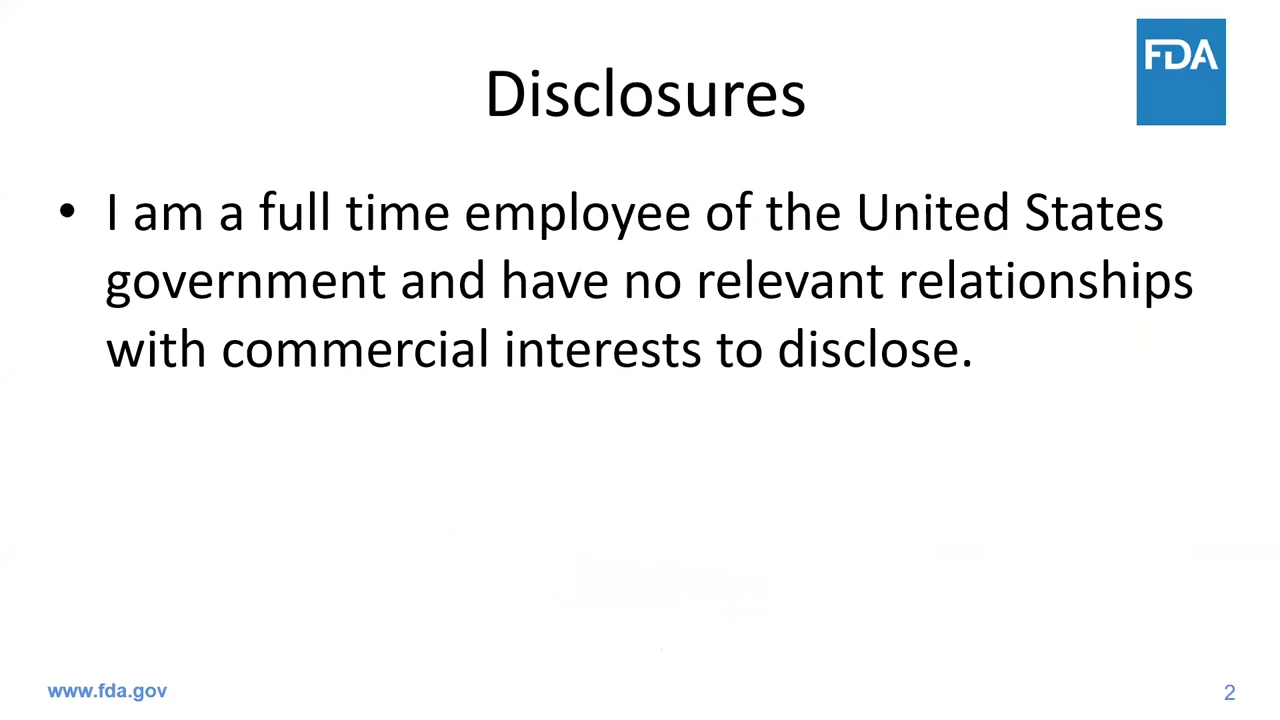 FDA
Disclosures
• I am a full time employee of the United States
government and have no relevant relationships
with commercial interests to disclose.
www.fda.gov
2